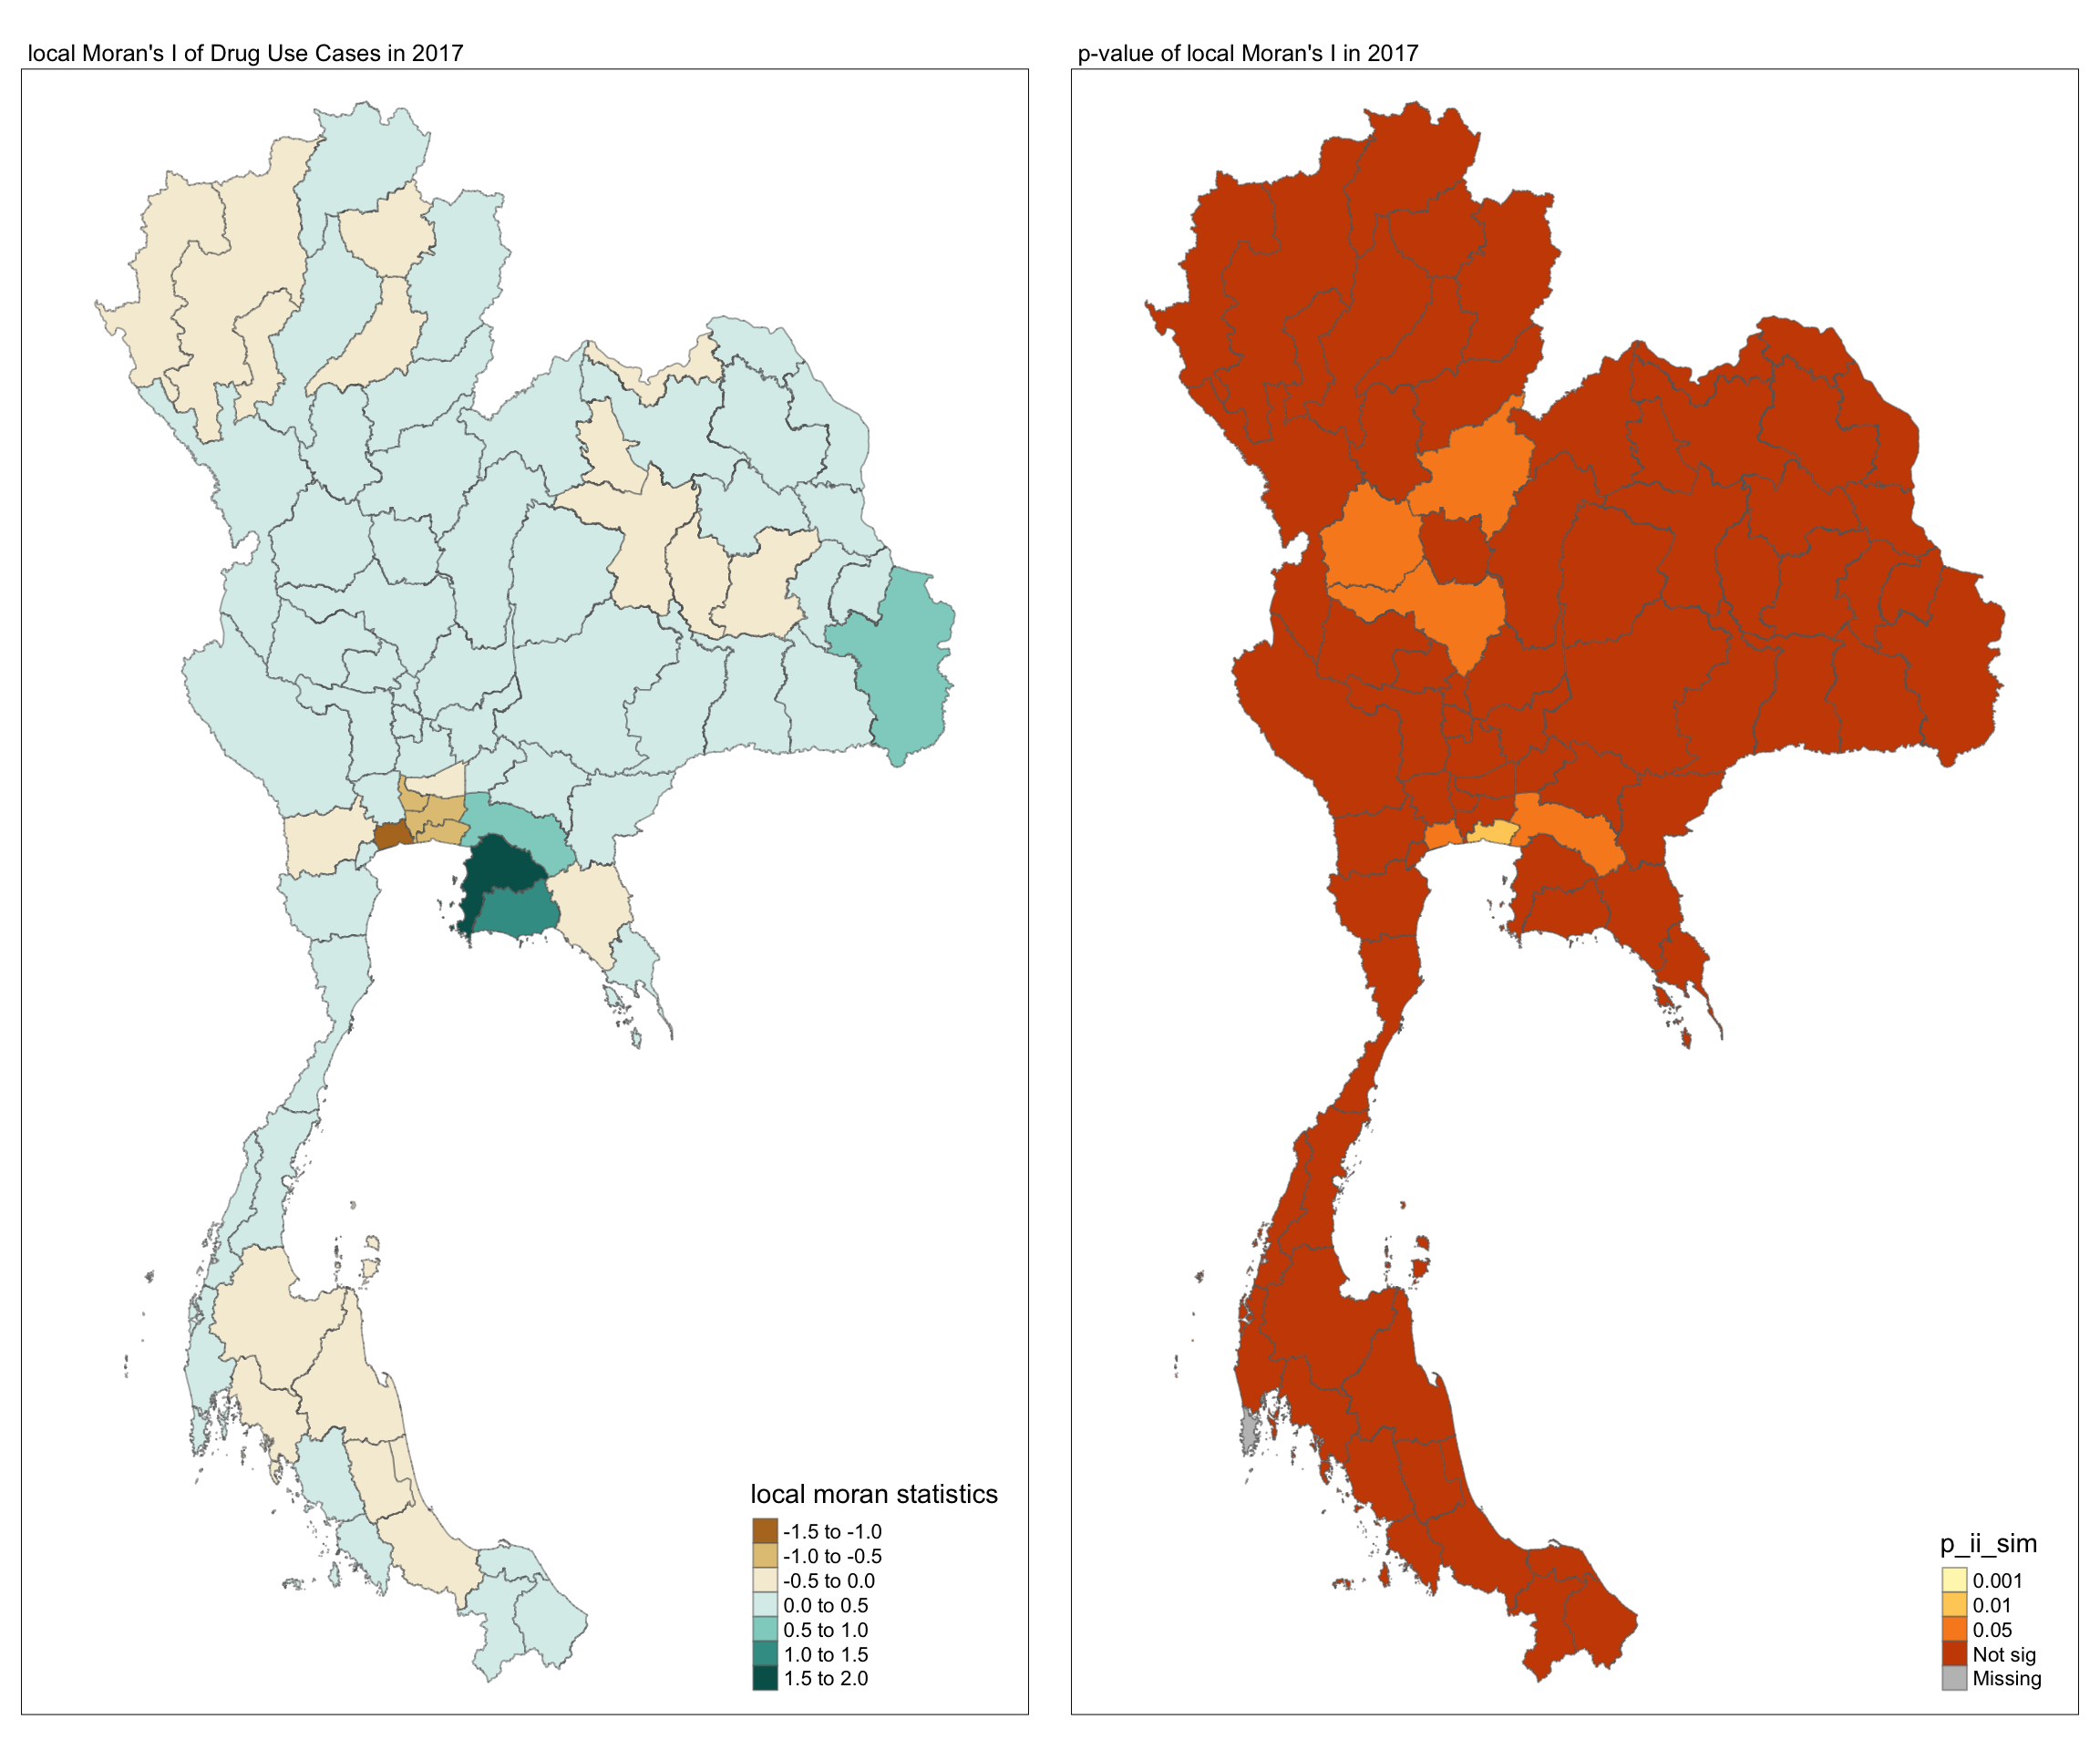 local Moran's I of Drug Use Cases in 2017
p-value of local Moran's I in 2017
local moran statistics
-1.5 to -1.0
-1.0 to -0.5
-0.5 to 0.0
0.0 to 0.5
0.5 to 1.0
1.0 to 1.5
1.5 to 2.0
p_ii_sim
0.001
0.01
0.05
Not sig
Missing